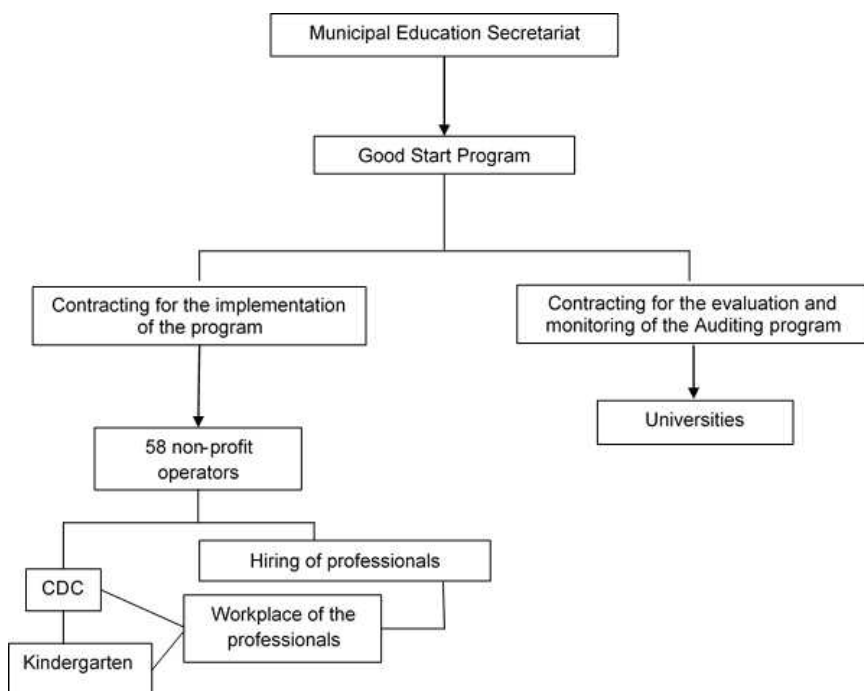 Municipal Education Secretariat
Good Start Program
Contracting for the implementation
of the program
Contracting for the evaluation and
monitoring of the Auditing program
Universities
58 non-profit
operators
Hiring of professionals
CDC
Workplace of the
professionals
Kindergarten